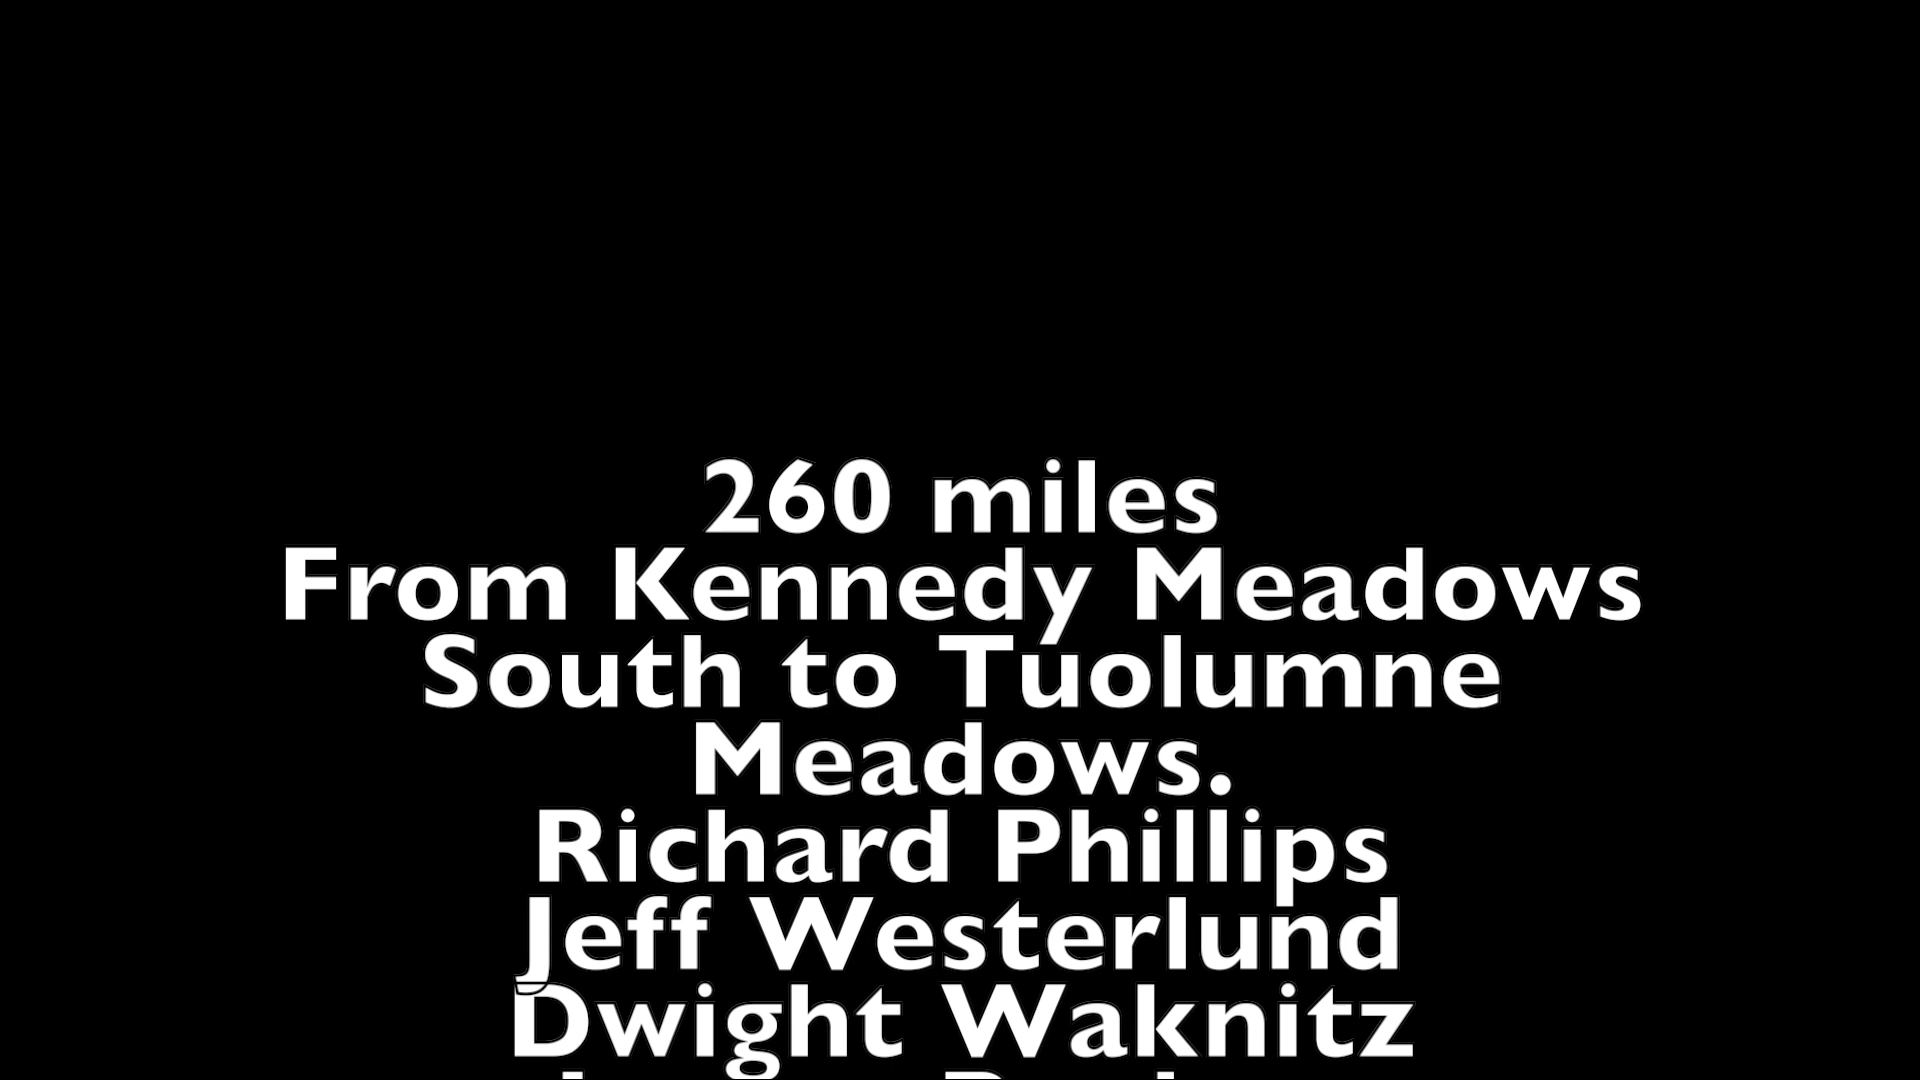 260 miles
From Kennedy Meadows
South to Tuolumne
Meadows.
Richard Phillips
Jeff Westerlund
Dwight Waknitz